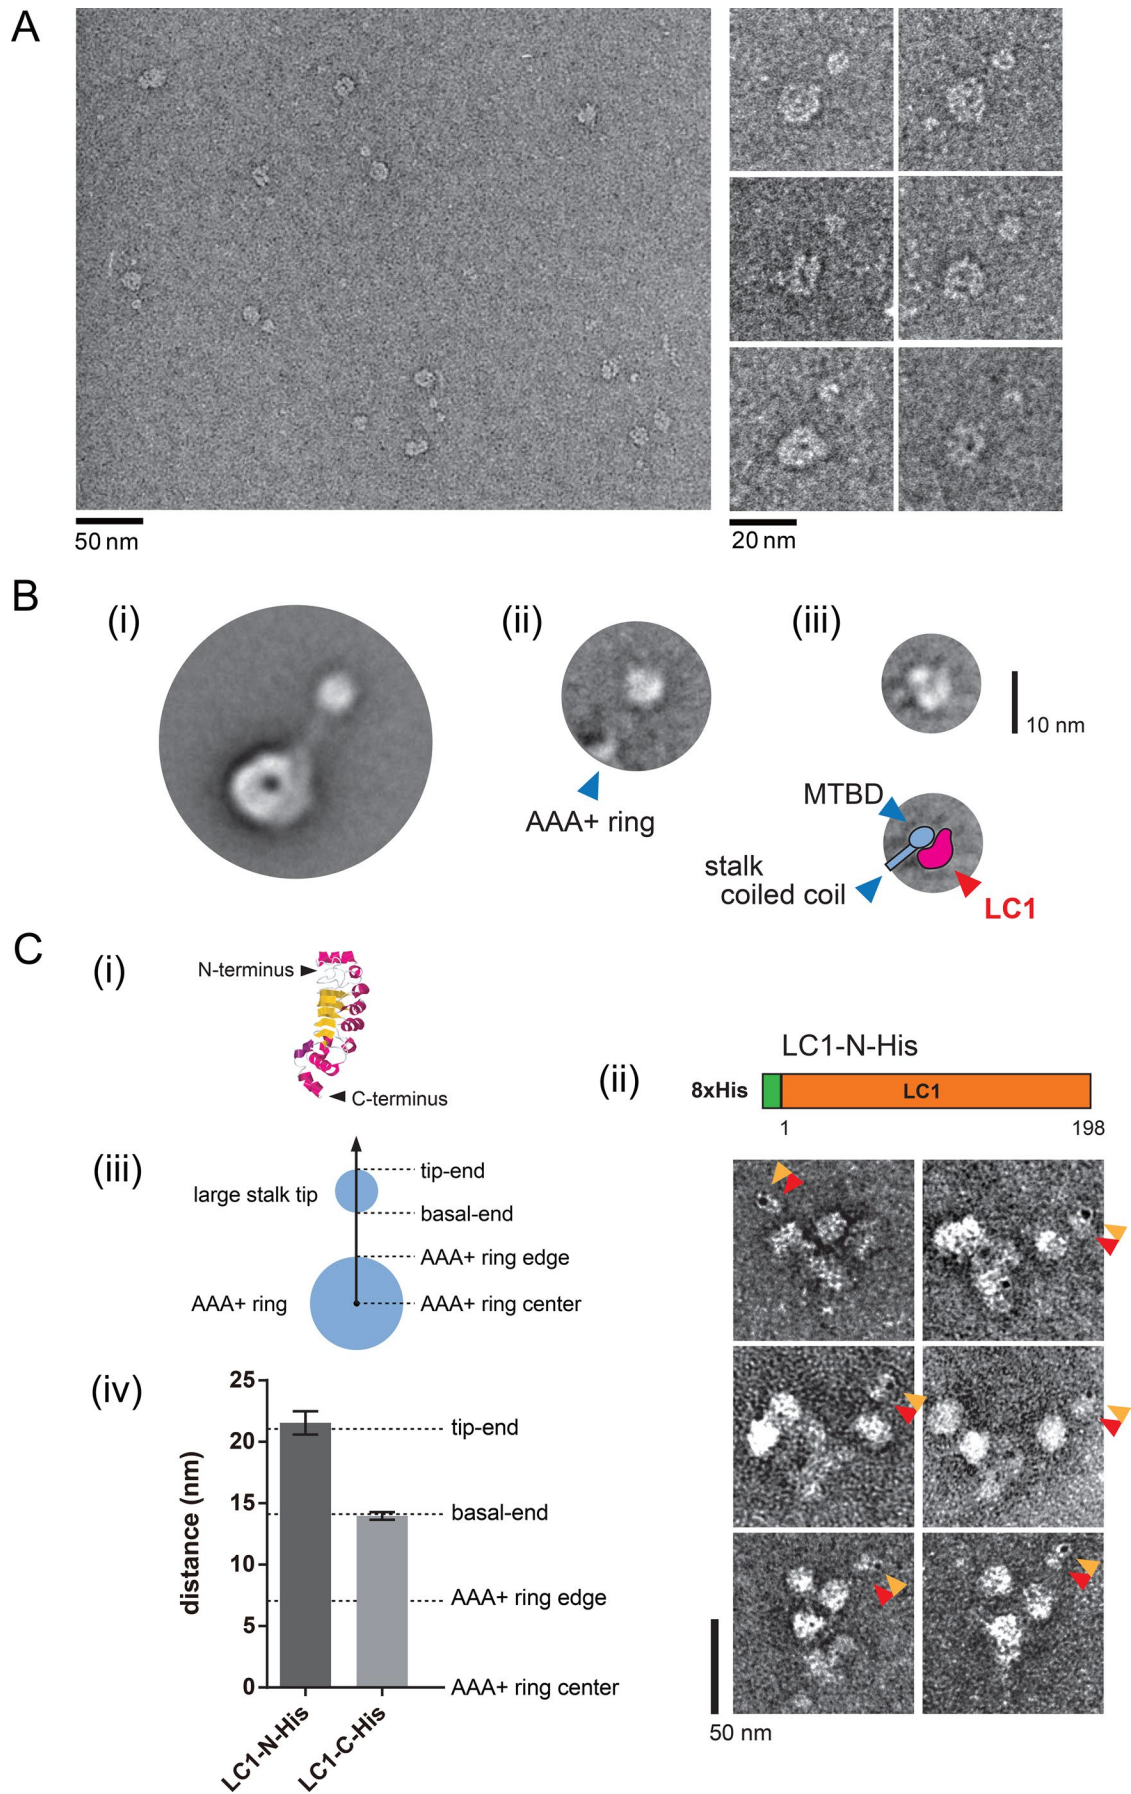 A
50 nm
20 nm
B
(i)
(ii)
(iii)
10 nm
AAA+ ring
MTBD
stalk
coiled coil
LC1
C
(i)
N-terminus
C-terminus
(ii)
LC1-N-His
8xHis
LC1
1
198
(iii)
tip-end
large stalk tip
basal-end
AAA+ ring edge
AAA+ ring
AAA+ ring center
(iv)
distance (nm)
25
20
15
10
5
0
tip-end
basal-end
AAA+ ring edge
AAA+ ring center
LC1-N-His
LC1-C-His
50 nm